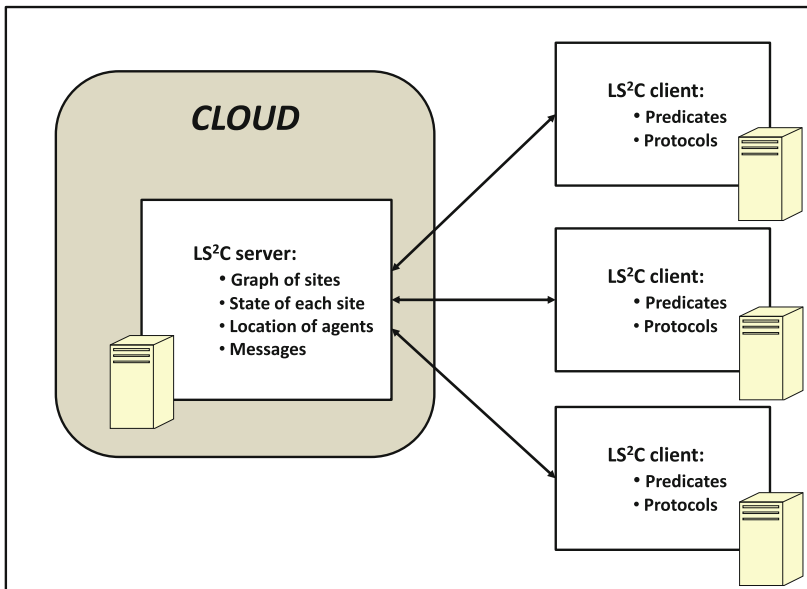 CLOUD
LS²C server:
• Graph of sites
• State of each site
• Location of agents
• Messages
LS²C client:
• Predicates
• Protocols
LS²C client:
• Predicates
• Protocols
LS²C client:
• Predicates
• Protocols